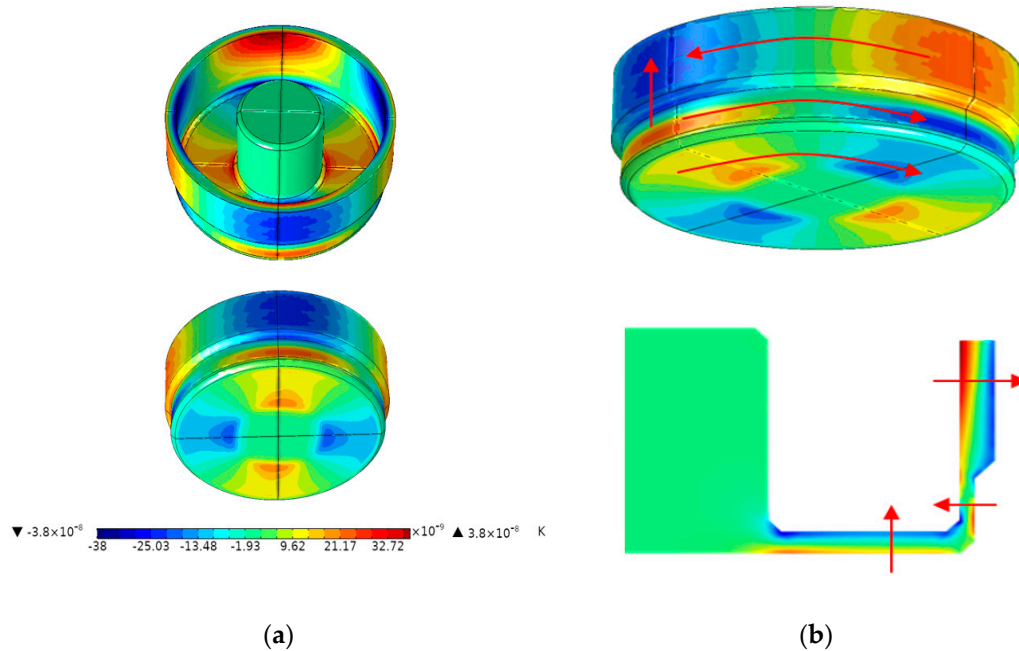 ▼ -3.8×10⁻⁸ ×10⁻⁹ ▲ 3.8×10⁻⁸ K
-38 -25.03 -13.48 -1.93 9.62 21.17 32.72
(a) (b)